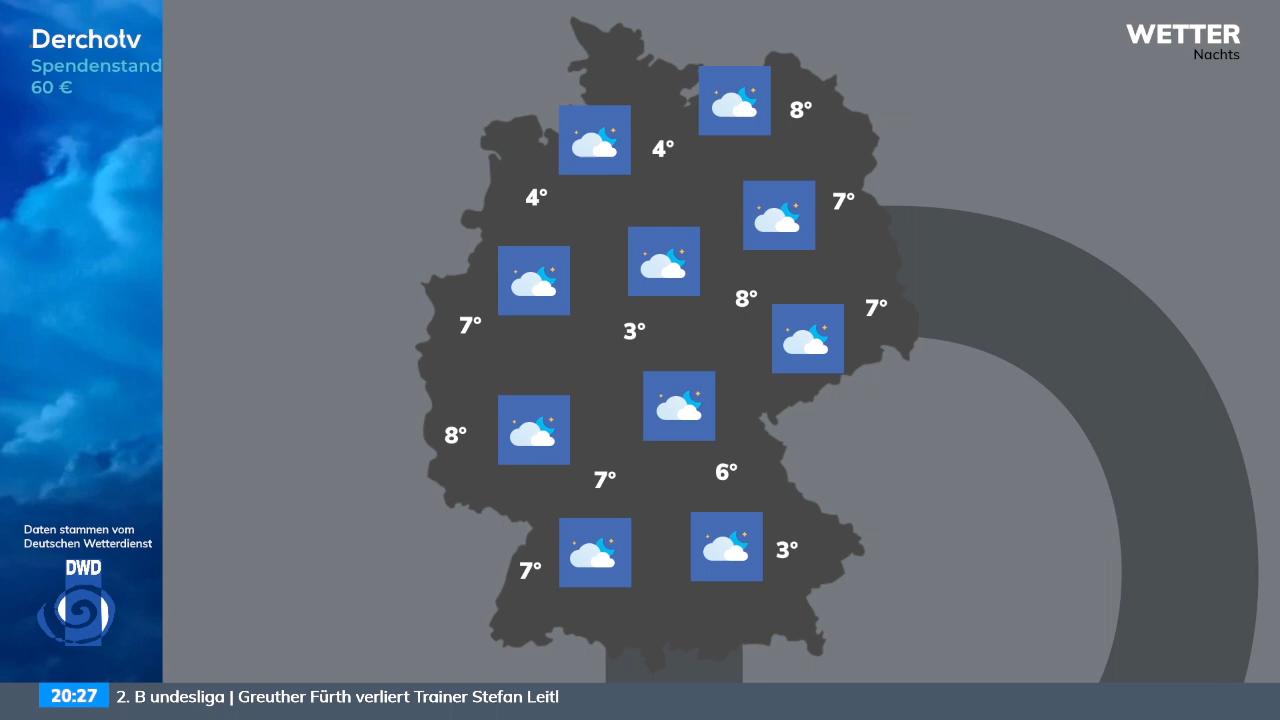 Derchotv
Spendenstand
60 €
WETTER
Nachts
8°
4°
4°
7°
8°
7°
7°
3°
8°
6°
7°
3°
7°
Daten stammen vom
Deutschen Wetterdienst
DWD
20:27 2. B undesliga | Greuther Fürth verliert Trainer Stefan Leitl